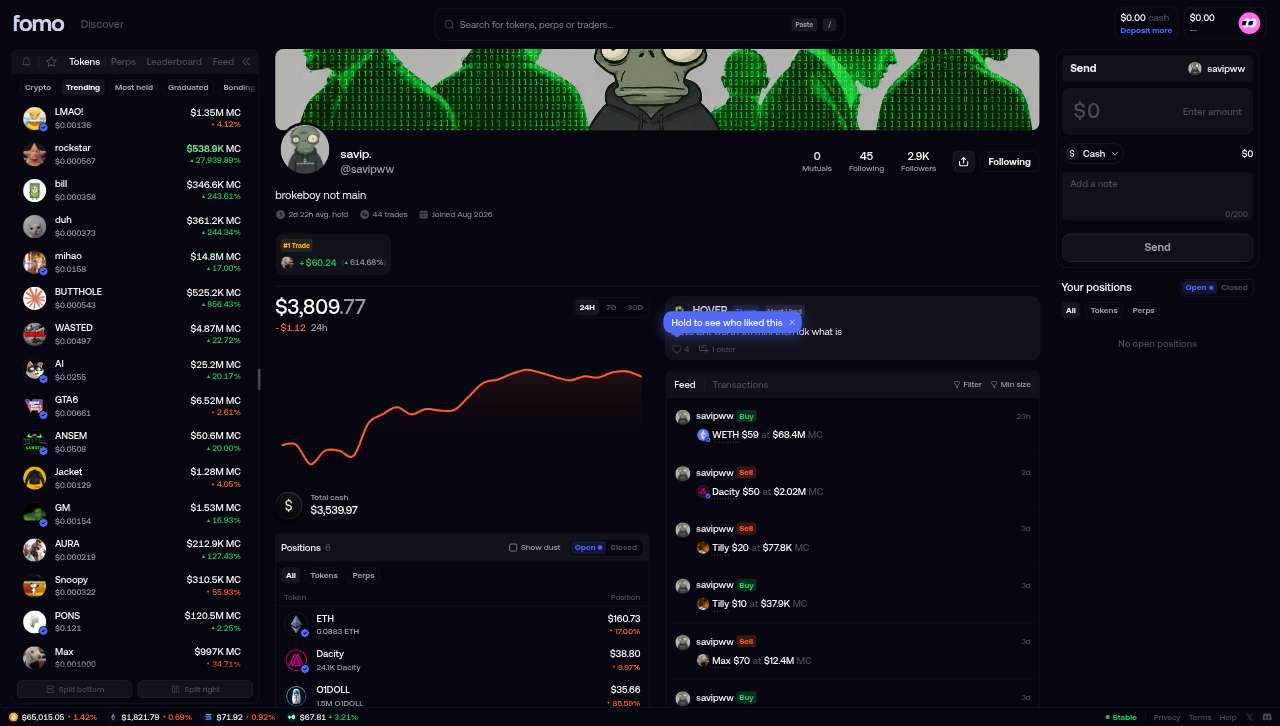 fomo
Discover
Search for tokens, perps or traders...
Paste
/
$0.00 cash
Deposit more
$0.00
—
Tokens
Perps
Leaderboard
Feed
Crypto
Trending
Most held
Graduated
Bonding
LMAO!
$0.00136
$1.35M MC
4.12%
rockstar
$0.000567
$538.9K MC
27,939.89%
bill
$0.000358
$346.6K MC
243.61%
duh
$0.000373
$361.2K MC
244.34%
mihao
$0.0158
$14.8M MC
17.00%
BUTTHOLE
$0.000543
$525.2K MC
856.43%
WASTED
$0.00497
$4.87M MC
22.72%
AI
$0.0255
$25.2M MC
20.17%
GTA6
$0.00661
$6.52M MC
2.61%
ANSEM
$0.0508
$50.6M MC
20.00%
Jacket
$0.00129
$1.28M MC
4.05%
GM
$0.00154
$1.53M MC
16.93%
AURA
$0.000219
$212.9K MC
127.43%
Snoopy
$0.000322
$310.5K MC
55.93%
PONS
$0.121
$120.5M MC
2.25%
Max
$0.001000
$997K MC
34.71%
Split bottom
Split right
savip.
@savipww
0
Mutuals
45
Following
2.9K
Followers
Following
brokeboy not main
2d 22h avg. hold
44 trades
Joined Aug 2026
#1 Trade
+$60.24
614.68%
$3,809.77
-$1.12 24h
24H
7D
30D
Total cash
$3,539.97
Positions 6
Show dust
Open
Closed
All
Tokens
Perps
Token
Position
ETH
0.0883 ETH
$160.73
17.00%
Dacity
24.1K Dacity
$38.80
9.97%
O1DOLL
1.5M O1DOLL
$35.66
85.59%
HOVER
Hold to see who liked this ×
idk what is
4
1 older
Feed
Transactions
Filter
Min size
savipww Buy
23h
WETH $59 at $68.4M MC
savipww Sell
2d
Dacity $50 at $2.02M MC
savipww Sell
3d
Tilly $20 at $77.8K MC
savipww Buy
3d
Tilly $10 at $37.9K MC
savipww Sell
3d
Max $70 at $12.4M MC
savipww Buy
3d
Send
savipww
$0
Enter amount
$ Cash
$0
Add a note
0/200
Send
Your positions
Open
Closed
All
Tokens
Perps
No open positions
$65,015.05 1.42%
$1,821.79 0.69%
$71.92 0.92%
$67.81 3.21%
Stable
Privacy
Terms
Help